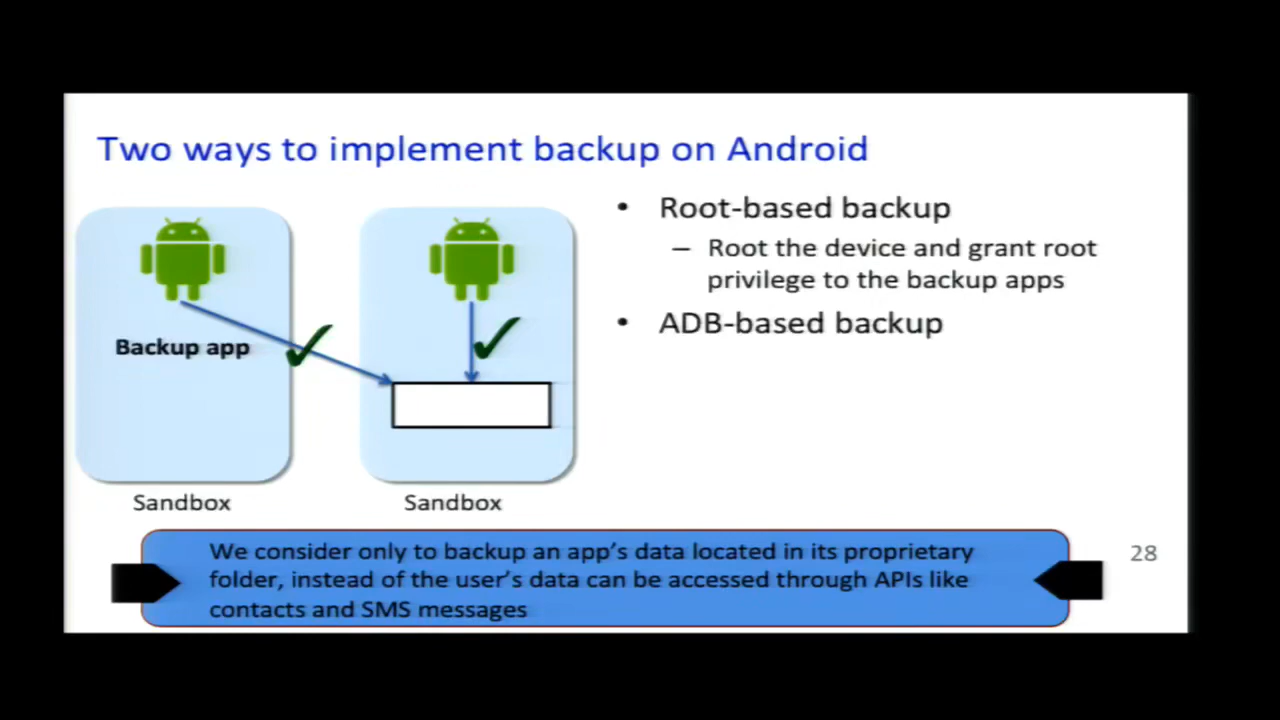 Two ways to implement backup on Android
Backup app
Sandbox
Sandbox
• Root-based backup
– Root the device and grant root
privilege to the backup apps
• ADB-based backup
We consider only to backup an app's data located in its proprietary
folder, instead of the user's data can be accessed through APIs like
contacts and SMS messages
28